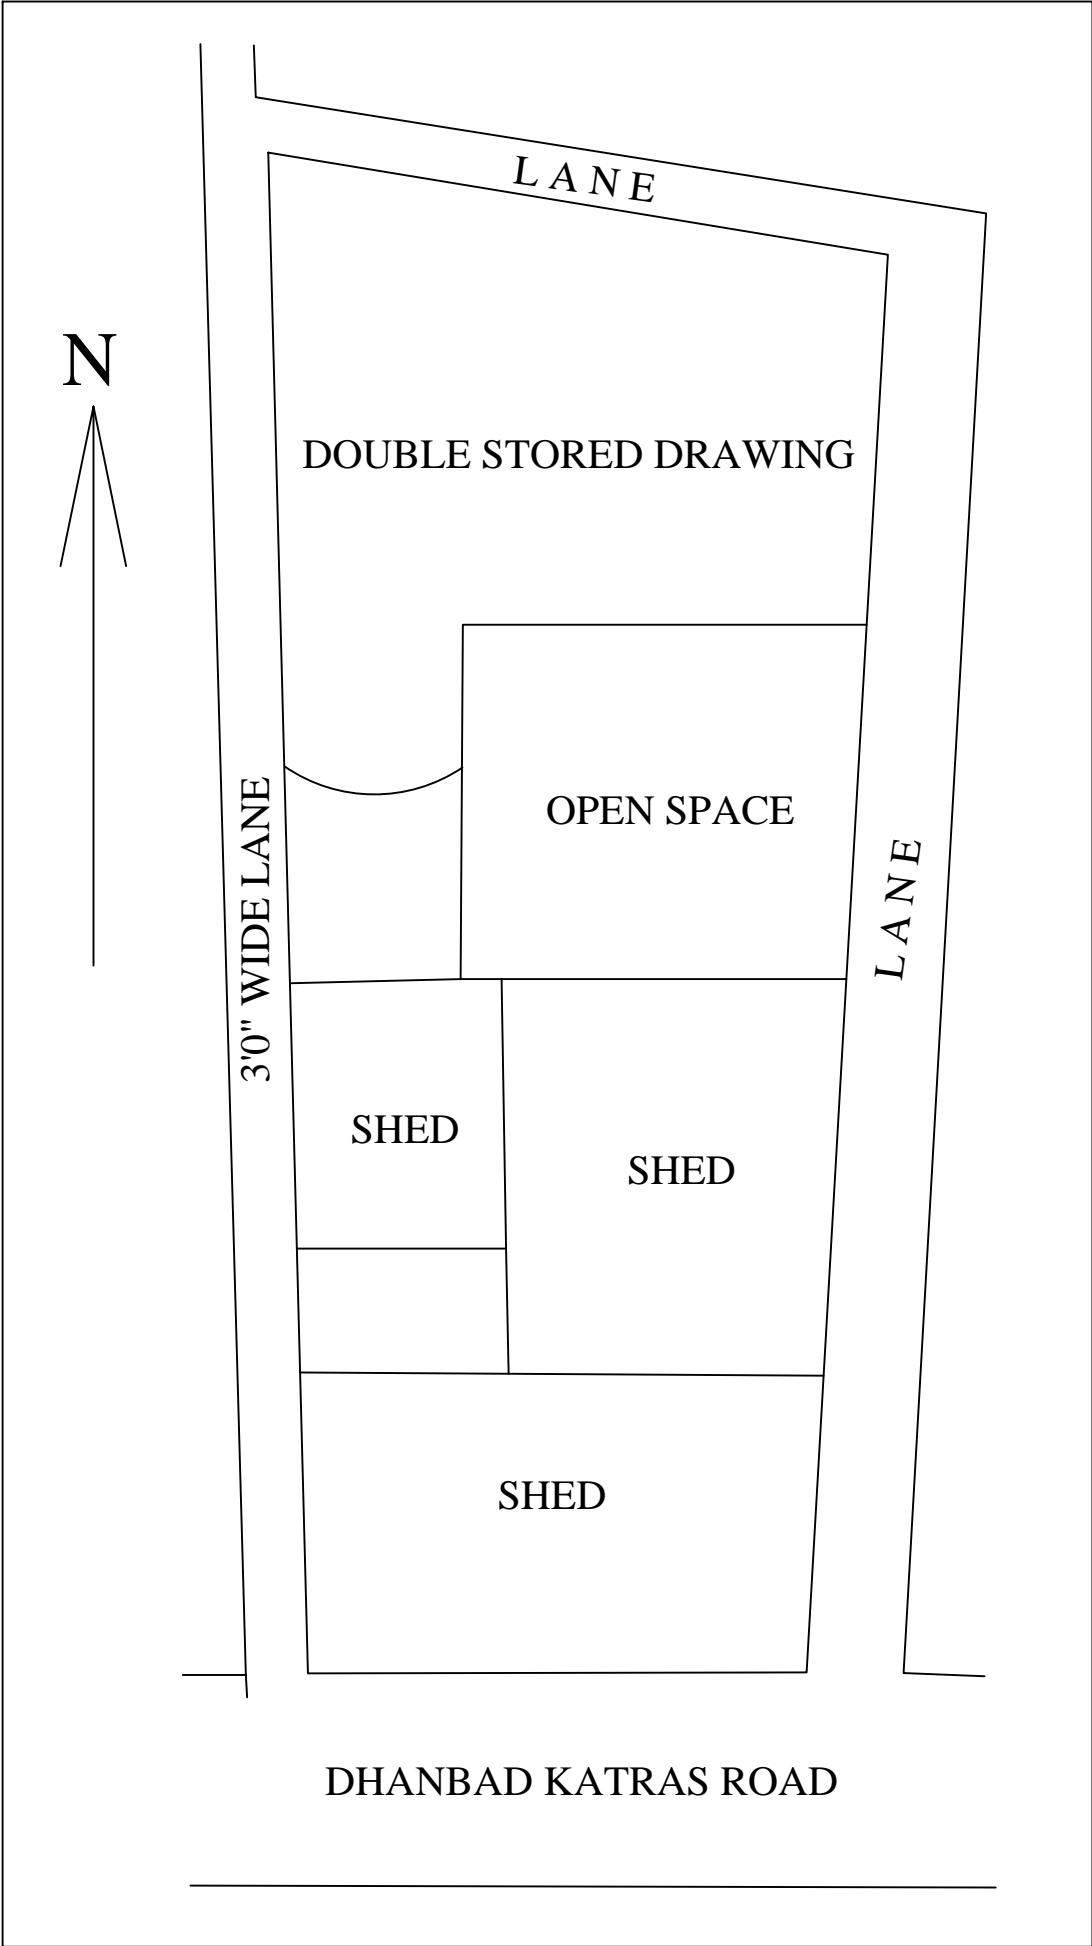 LANE
N
DOUBLE STORED DRAWING
OPEN SPACE
3'0" WIDE LANE
LANE
SHED
SHED
SHED
DHANBAD KATRAS ROAD